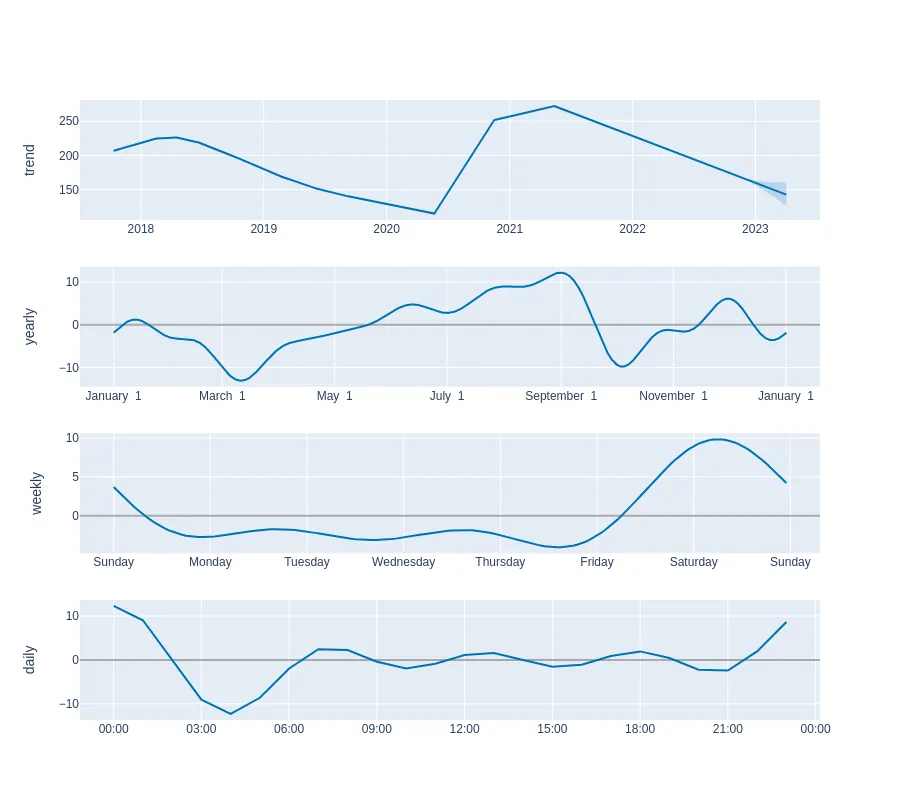 trend
250
200
150
2018 2019 2020 2021 2022 2023
yearly
10
0
−10
January 1 March 1 May 1 July 1 September 1 November 1 January 1
weekly
10
5
0
Sunday Monday Tuesday Wednesday Thursday Friday Saturday Sunday
daily
10
0
−10
00:00 03:00 06:00 09:00 12:00 15:00 18:00 21:00 00:00